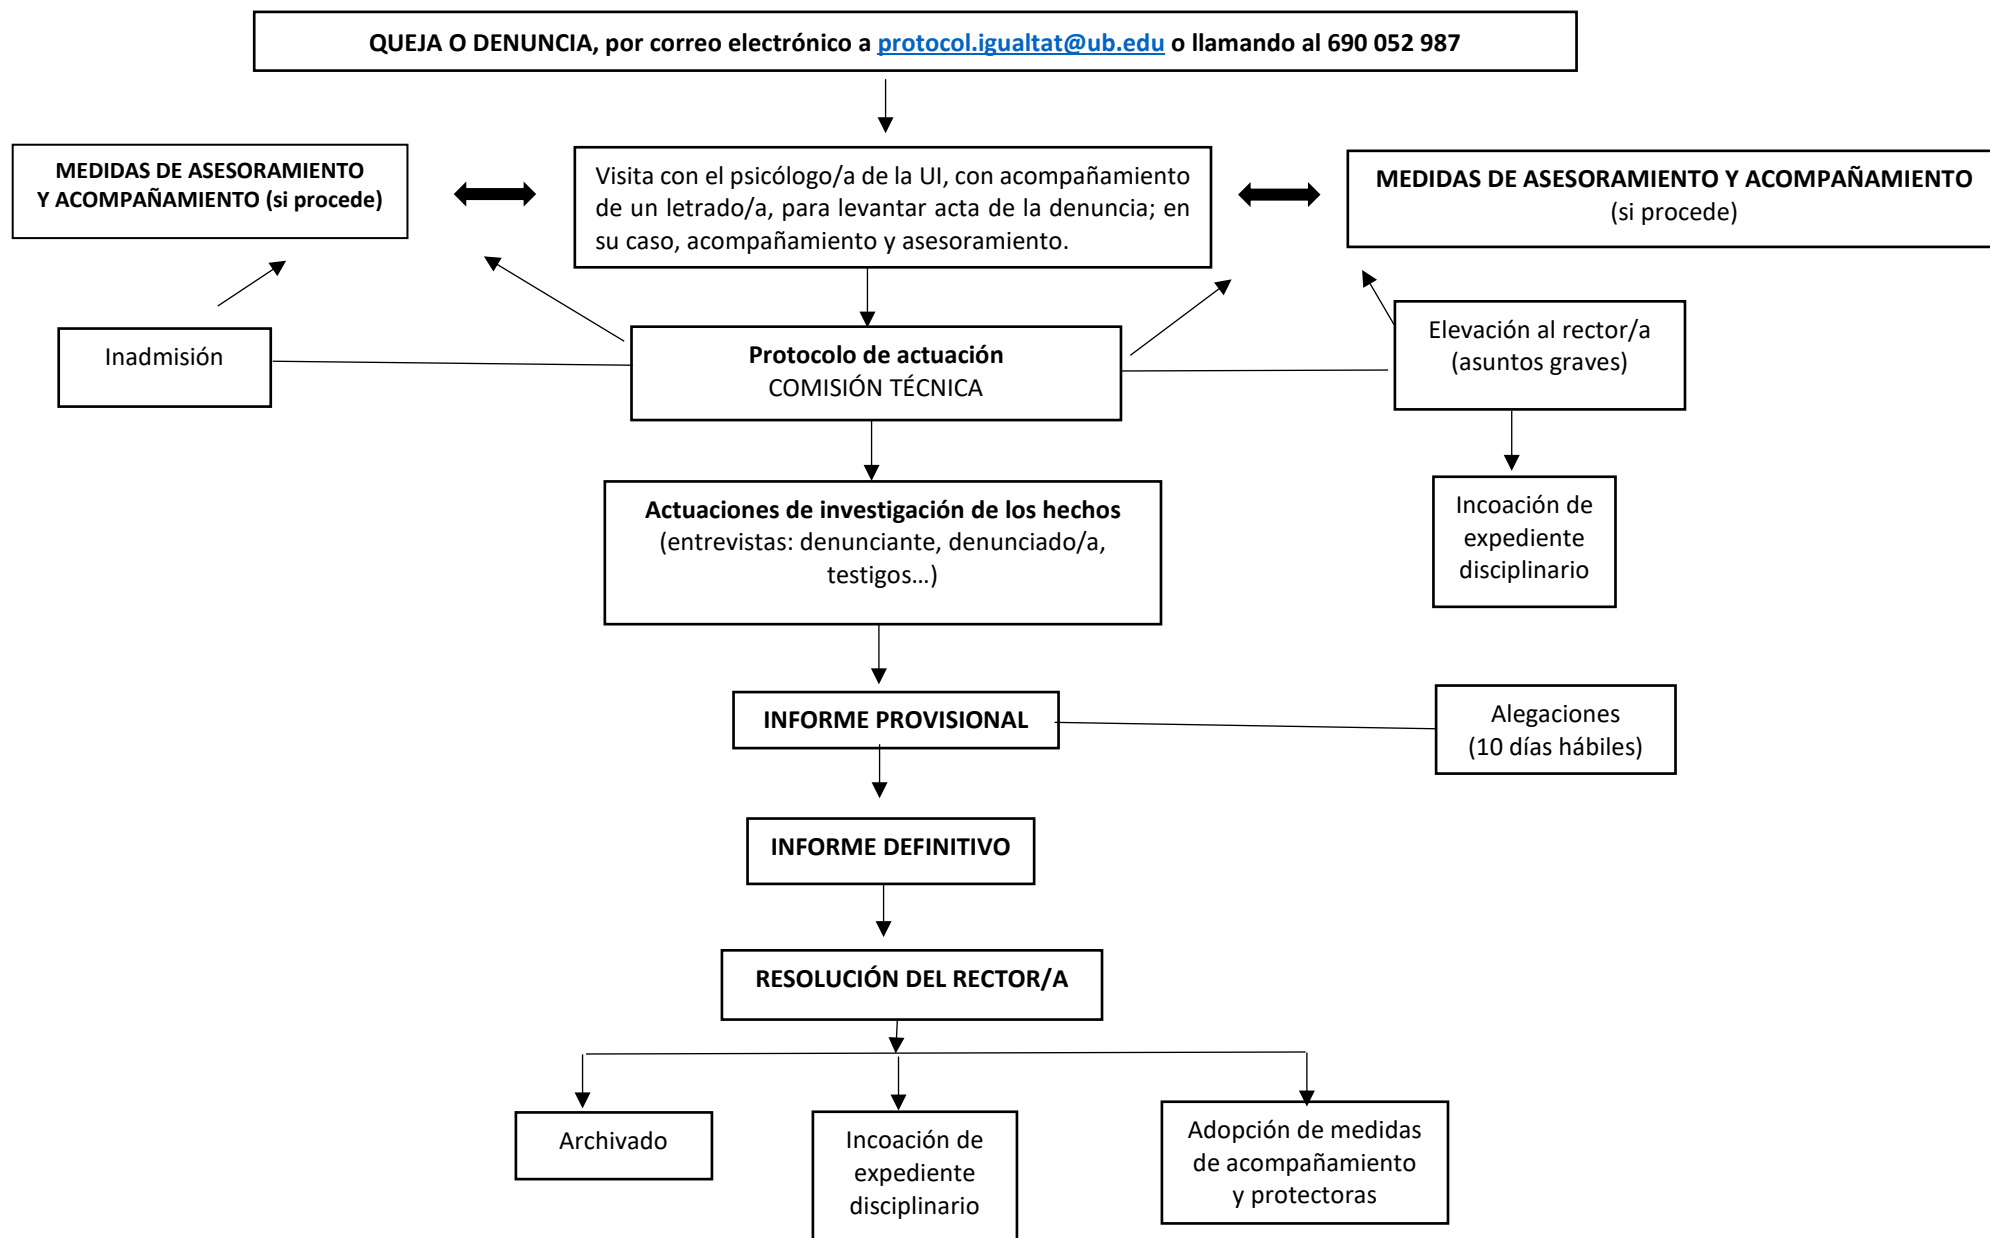 QUEJA O DENUNCIA, por correo electrónico a protocol.igualtat@ub.edu o llamando al 690 052 987
MEDIDAS DE ASESORAMIENTO
Y ACOMPAÑAMIENTO (si procede)
Visita con el psicólogo/a de la UI, con acompañamiento
de un letrado/a, para levantar acta de la denuncia; en
su caso, acompañamiento y asesoramiento.
MEDIDAS DE ASESORAMIENTO Y ACOMPAÑAMIENTO
(si procede)
Inadmisión
Protocolo de actuación
COMISIÓN TÉCNICA
Elevación al rector/a
(asuntos graves)
Actuaciones de investigación de los hechos
(entrevistas: denunciante, denunciado/a,
testigos…)
Incoación de
expediente
disciplinario
INFORME PROVISIONAL
Alegaciones
(10 días hábiles)
INFORME DEFINITIVO
RESOLUCIÓN DEL RECTOR/A
Archivado
Incoación de
expediente
disciplinario
Adopción de medidas
de acompañamiento
y protectoras